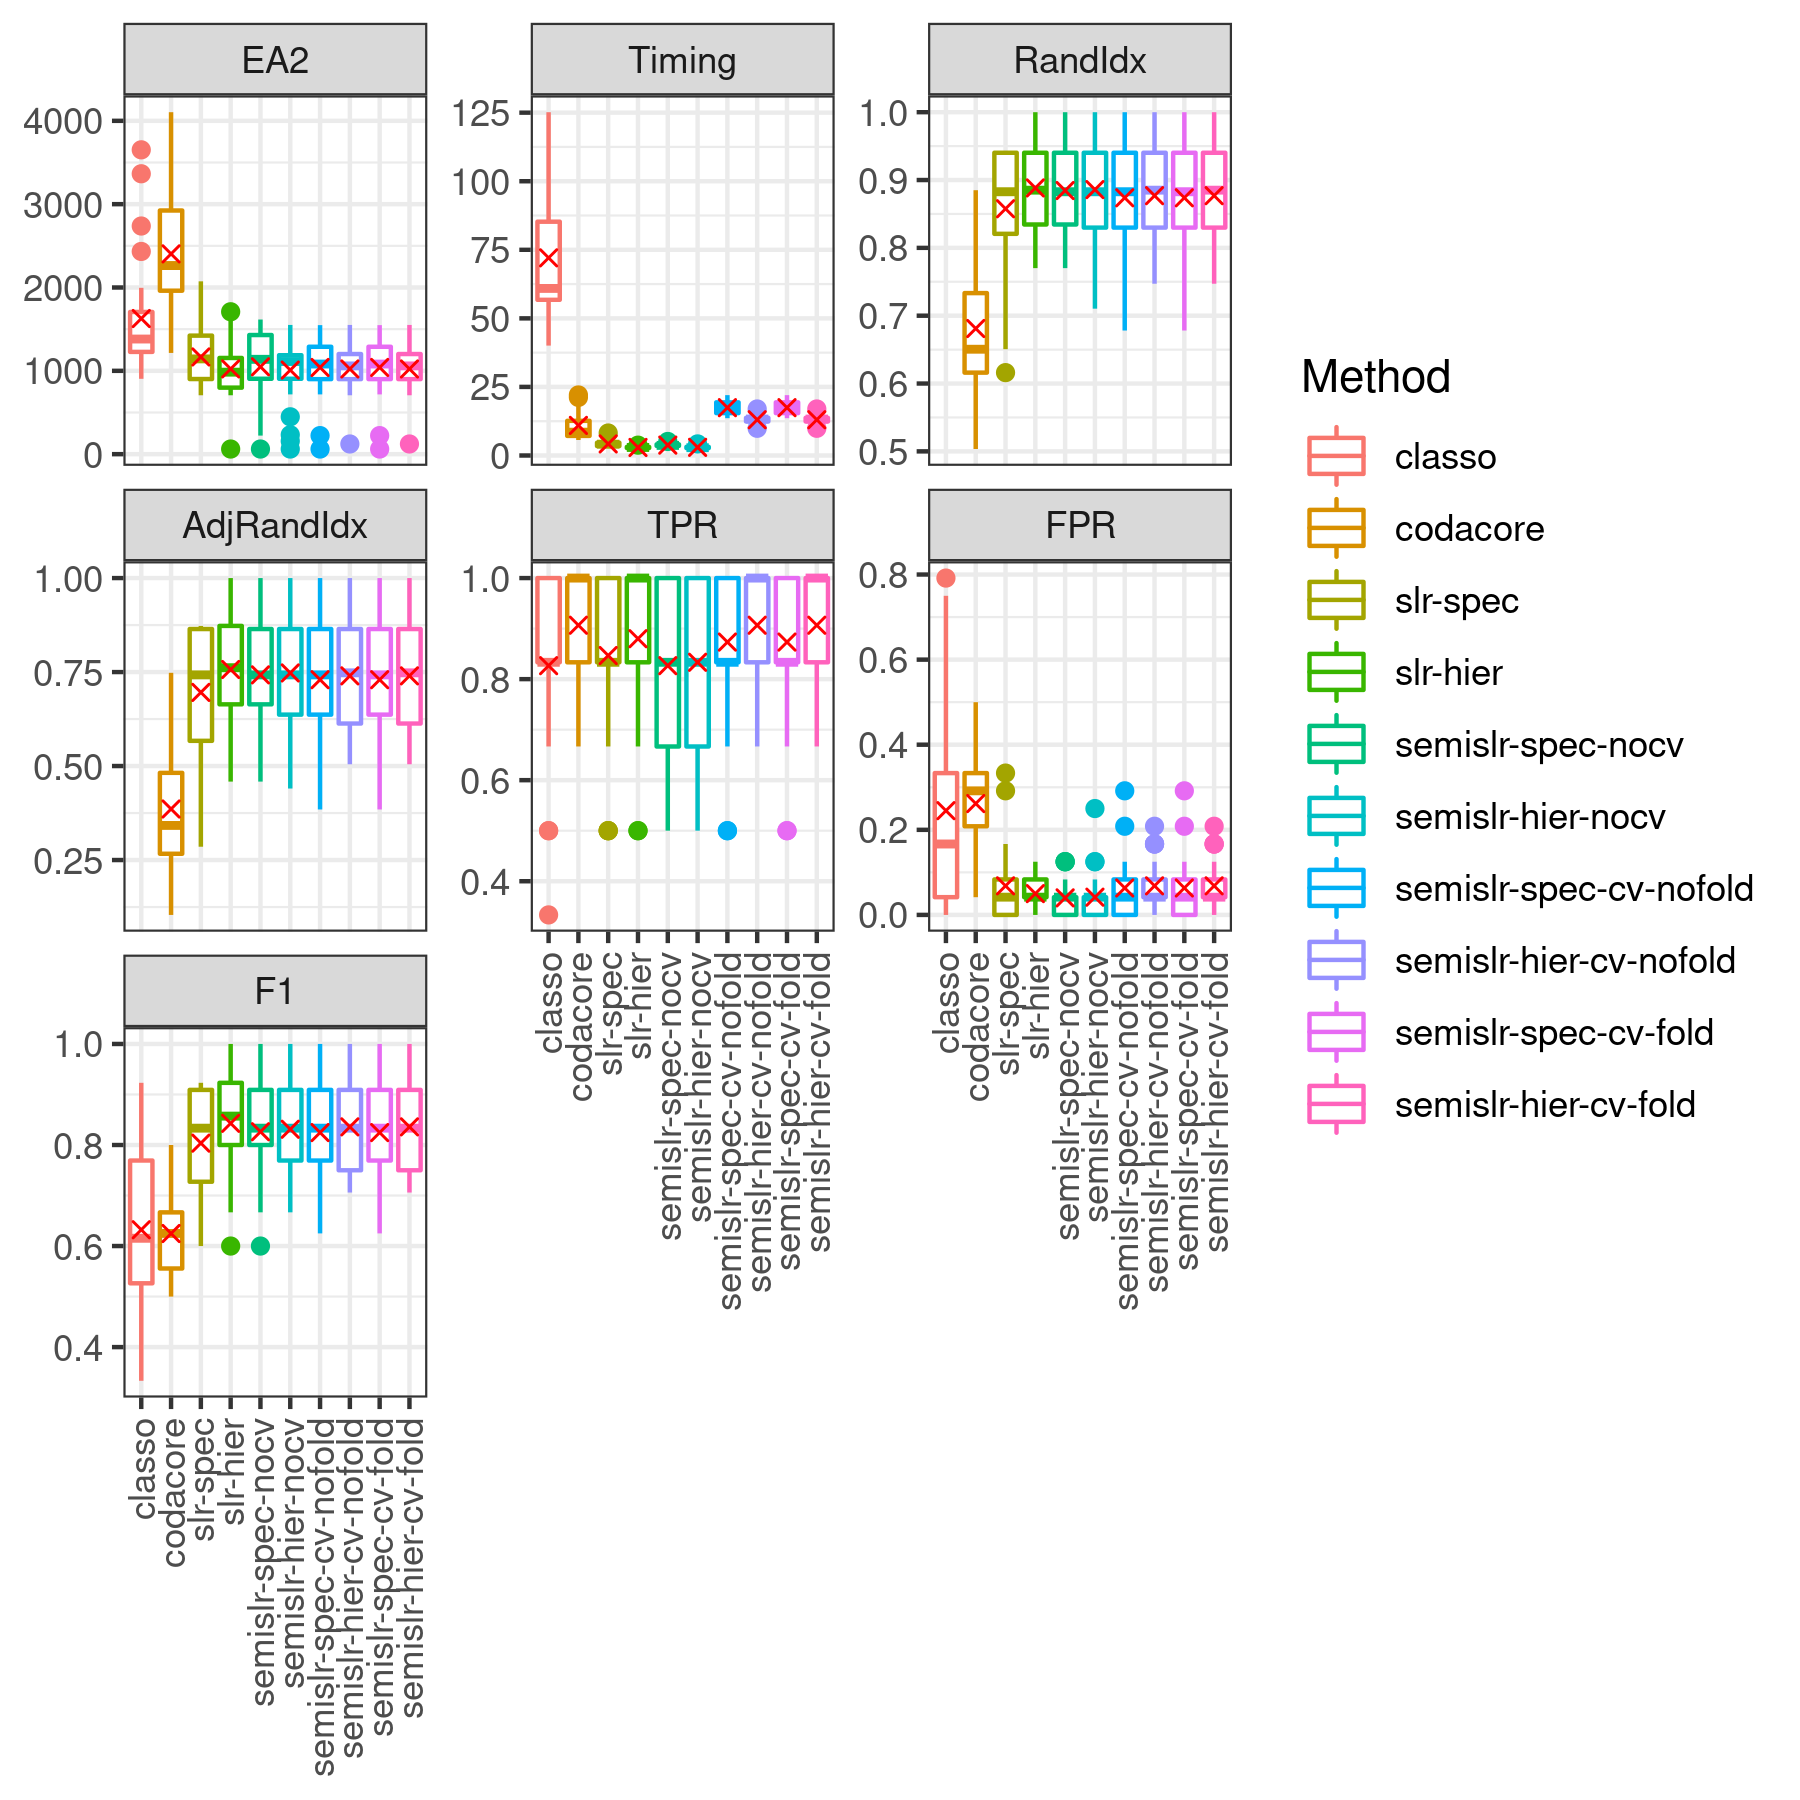 EA2
Timing
RandIdx
4000
3000
2000
1000
0
125
100
75
50
25
0
1.0
0.9
0.8
0.7
0.6
0.5
AdjRandIdx
TPR
FPR
1.00
0.75
0.50
0.25
1.0
0.8
0.6
0.4
0.8
0.6
0.4
0.2
0.0
classo
codacore
slr-spec
slr-hier
semislr-spec-nocv
semislr-hier-nocv
semislr-spec-cv-nofold
semislr-hier-cv-nofold
semislr-spec-cv-fold
semislr-hier-cv-fold
classo
codacore
slr-spec
slr-hier
semislr-spec-nocv
semislr-hier-nocv
semislr-spec-cv-nofold
semislr-hier-cv-nofold
semislr-spec-cv-fold
semislr-hier-cv-fold
F1
1.0
0.8
0.6
0.4
classo
codacore
slr-spec
slr-hier
semislr-spec-nocv
semislr-hier-nocv
semislr-spec-cv-nofold
semislr-hier-cv-nofold
semislr-spec-cv-fold
semislr-hier-cv-fold
Method
classo
codacore
slr-spec
slr-hier
semislr-spec-nocv
semislr-hier-nocv
semislr-spec-cv-nofold
semislr-hier-cv-nofold
semislr-spec-cv-fold
semislr-hier-cv-fold